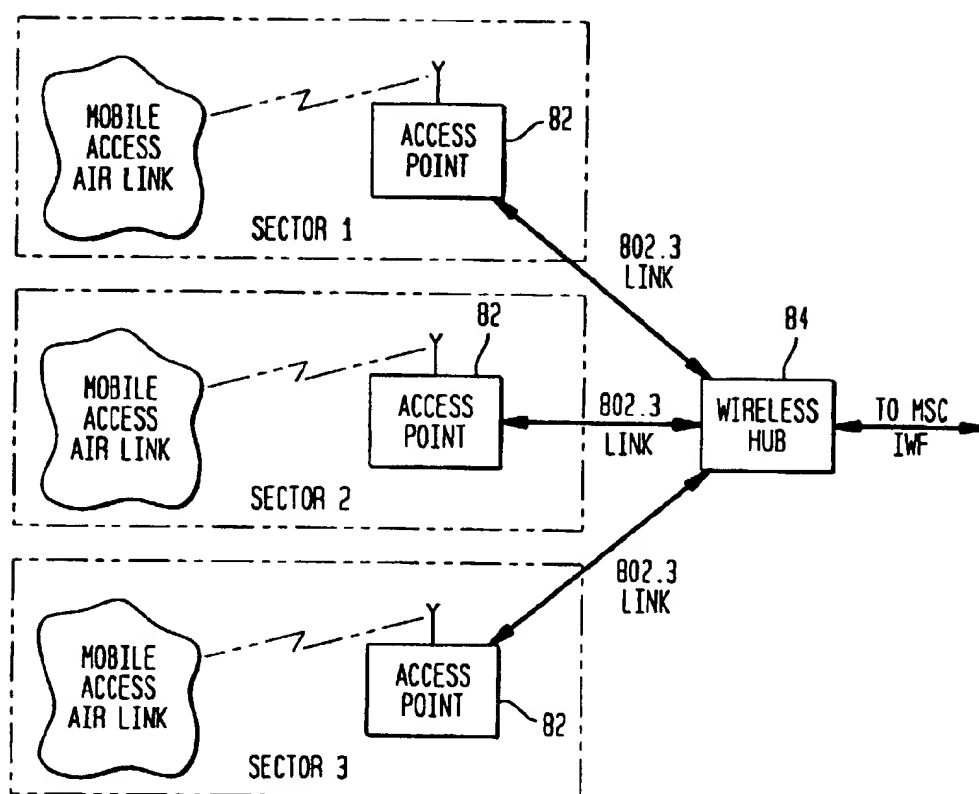 MOBILE
ACCESS
AIR LINK
ACCESS
POINT
82
SECTOR 1
802.3
LINK
MOBILE
ACCESS
AIR LINK
82
ACCESS
POINT
SECTOR 2
802.3
LINK
84
WIRELESS
HUB
TO MSC
IWF
802.3
LINK
MOBILE
ACCESS
AIR LINK
ACCESS
POINT
82
SECTOR 3